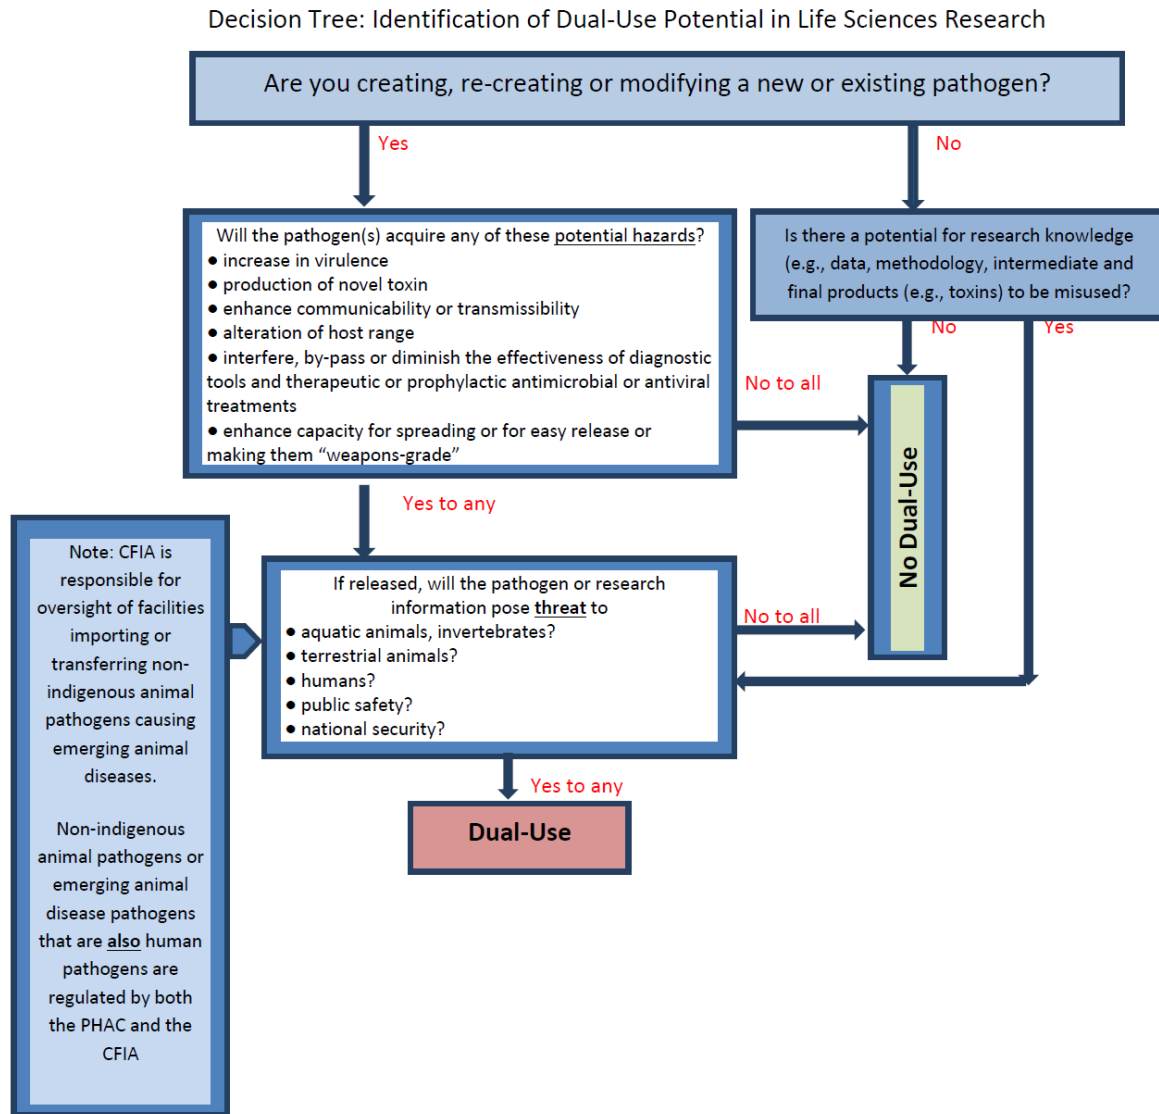 Decision Tree: Identification of Dual-Use Potential in Life Sciences Research
Are you creating, re-creating or modifying a new or existing pathogen?
Yes
No
Will the pathogen(s) acquire any of these potential hazards?
● increase in virulence
● production of novel toxin
● enhance communicability or transmissibility
● alteration of host range
● interfere, by-pass or diminish the effectiveness of diagnostic
tools and therapeutic or prophylactic antimicrobial or antiviral
treatments
● enhance capacity for spreading or for easy release or
making them “weapons-grade”
Is there a potential for research knowledge
(e.g., data, methodology, intermediate and
final products (e.g., toxins) to be misused?
No
Yes
No to all
Yes to any
No Dual-Use
Note: CFIA is
responsible for
oversight of facilities
importing or
transferring non-
indigenous animal
pathogens causing
emerging animal
diseases.
Non-indigenous
animal pathogens or
emerging animal
disease pathogens
that are also human
pathogens are
regulated by both
the PHAC and the
CFIA
If released, will the pathogen or research
information pose threat to
● aquatic animals, invertebrates?
● terrestrial animals?
● humans?
● public safety?
● national security?
No to all
Yes to any
Dual-Use